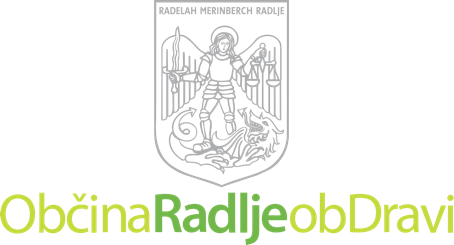 RADELAH MERINBERCH RADLJE
ObčinaRadljeobDravi